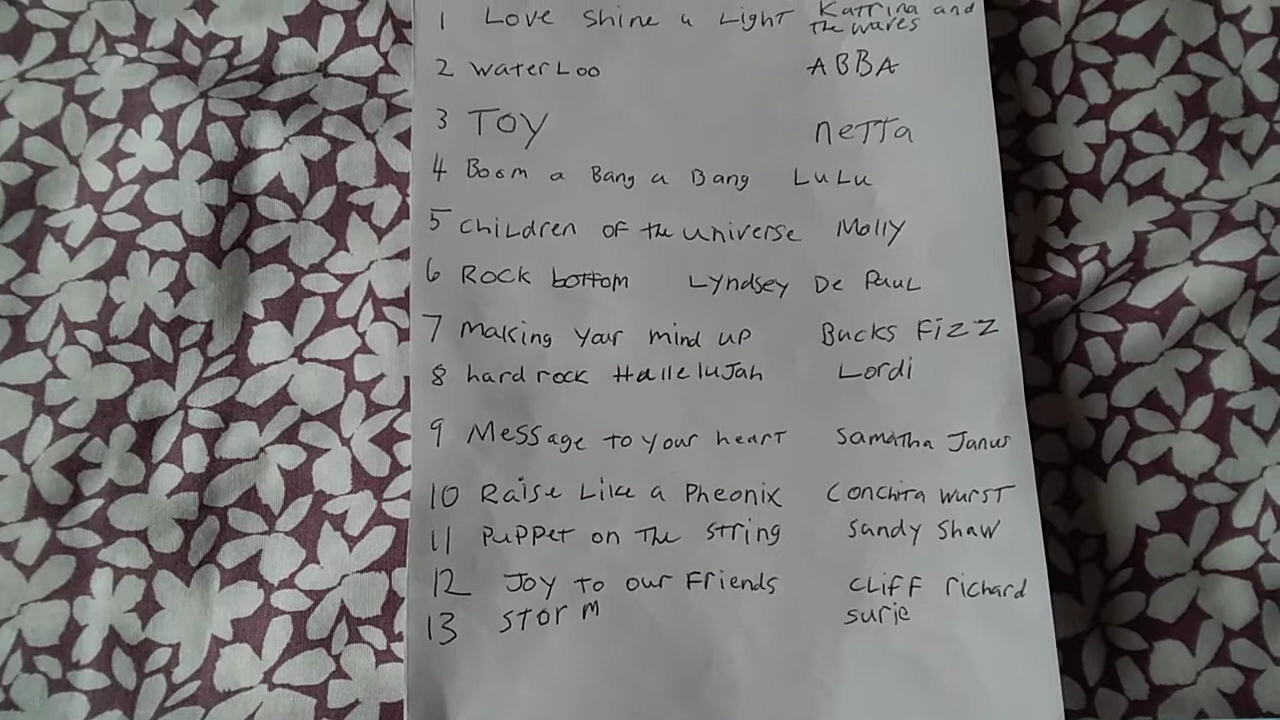 1 Love Shine a Light Katrina and the waves
2 Waterloo ABBA
3 TOY netta
4 Boom a Bang a Bang LuLu
5 children of the universe Molly
6 Rock bottom Lyndsey De Paul
7 making your mind up Bucks Fizz
8 hard rock Hallelujah Lordi
9 Message to your heart Samatha Janus
10 Raise Like a Pheonix Conchita Wurst
11 Puppet on The string Sandy Shaw
12 Joy to our Friends Cliff richard
13 Storm surie